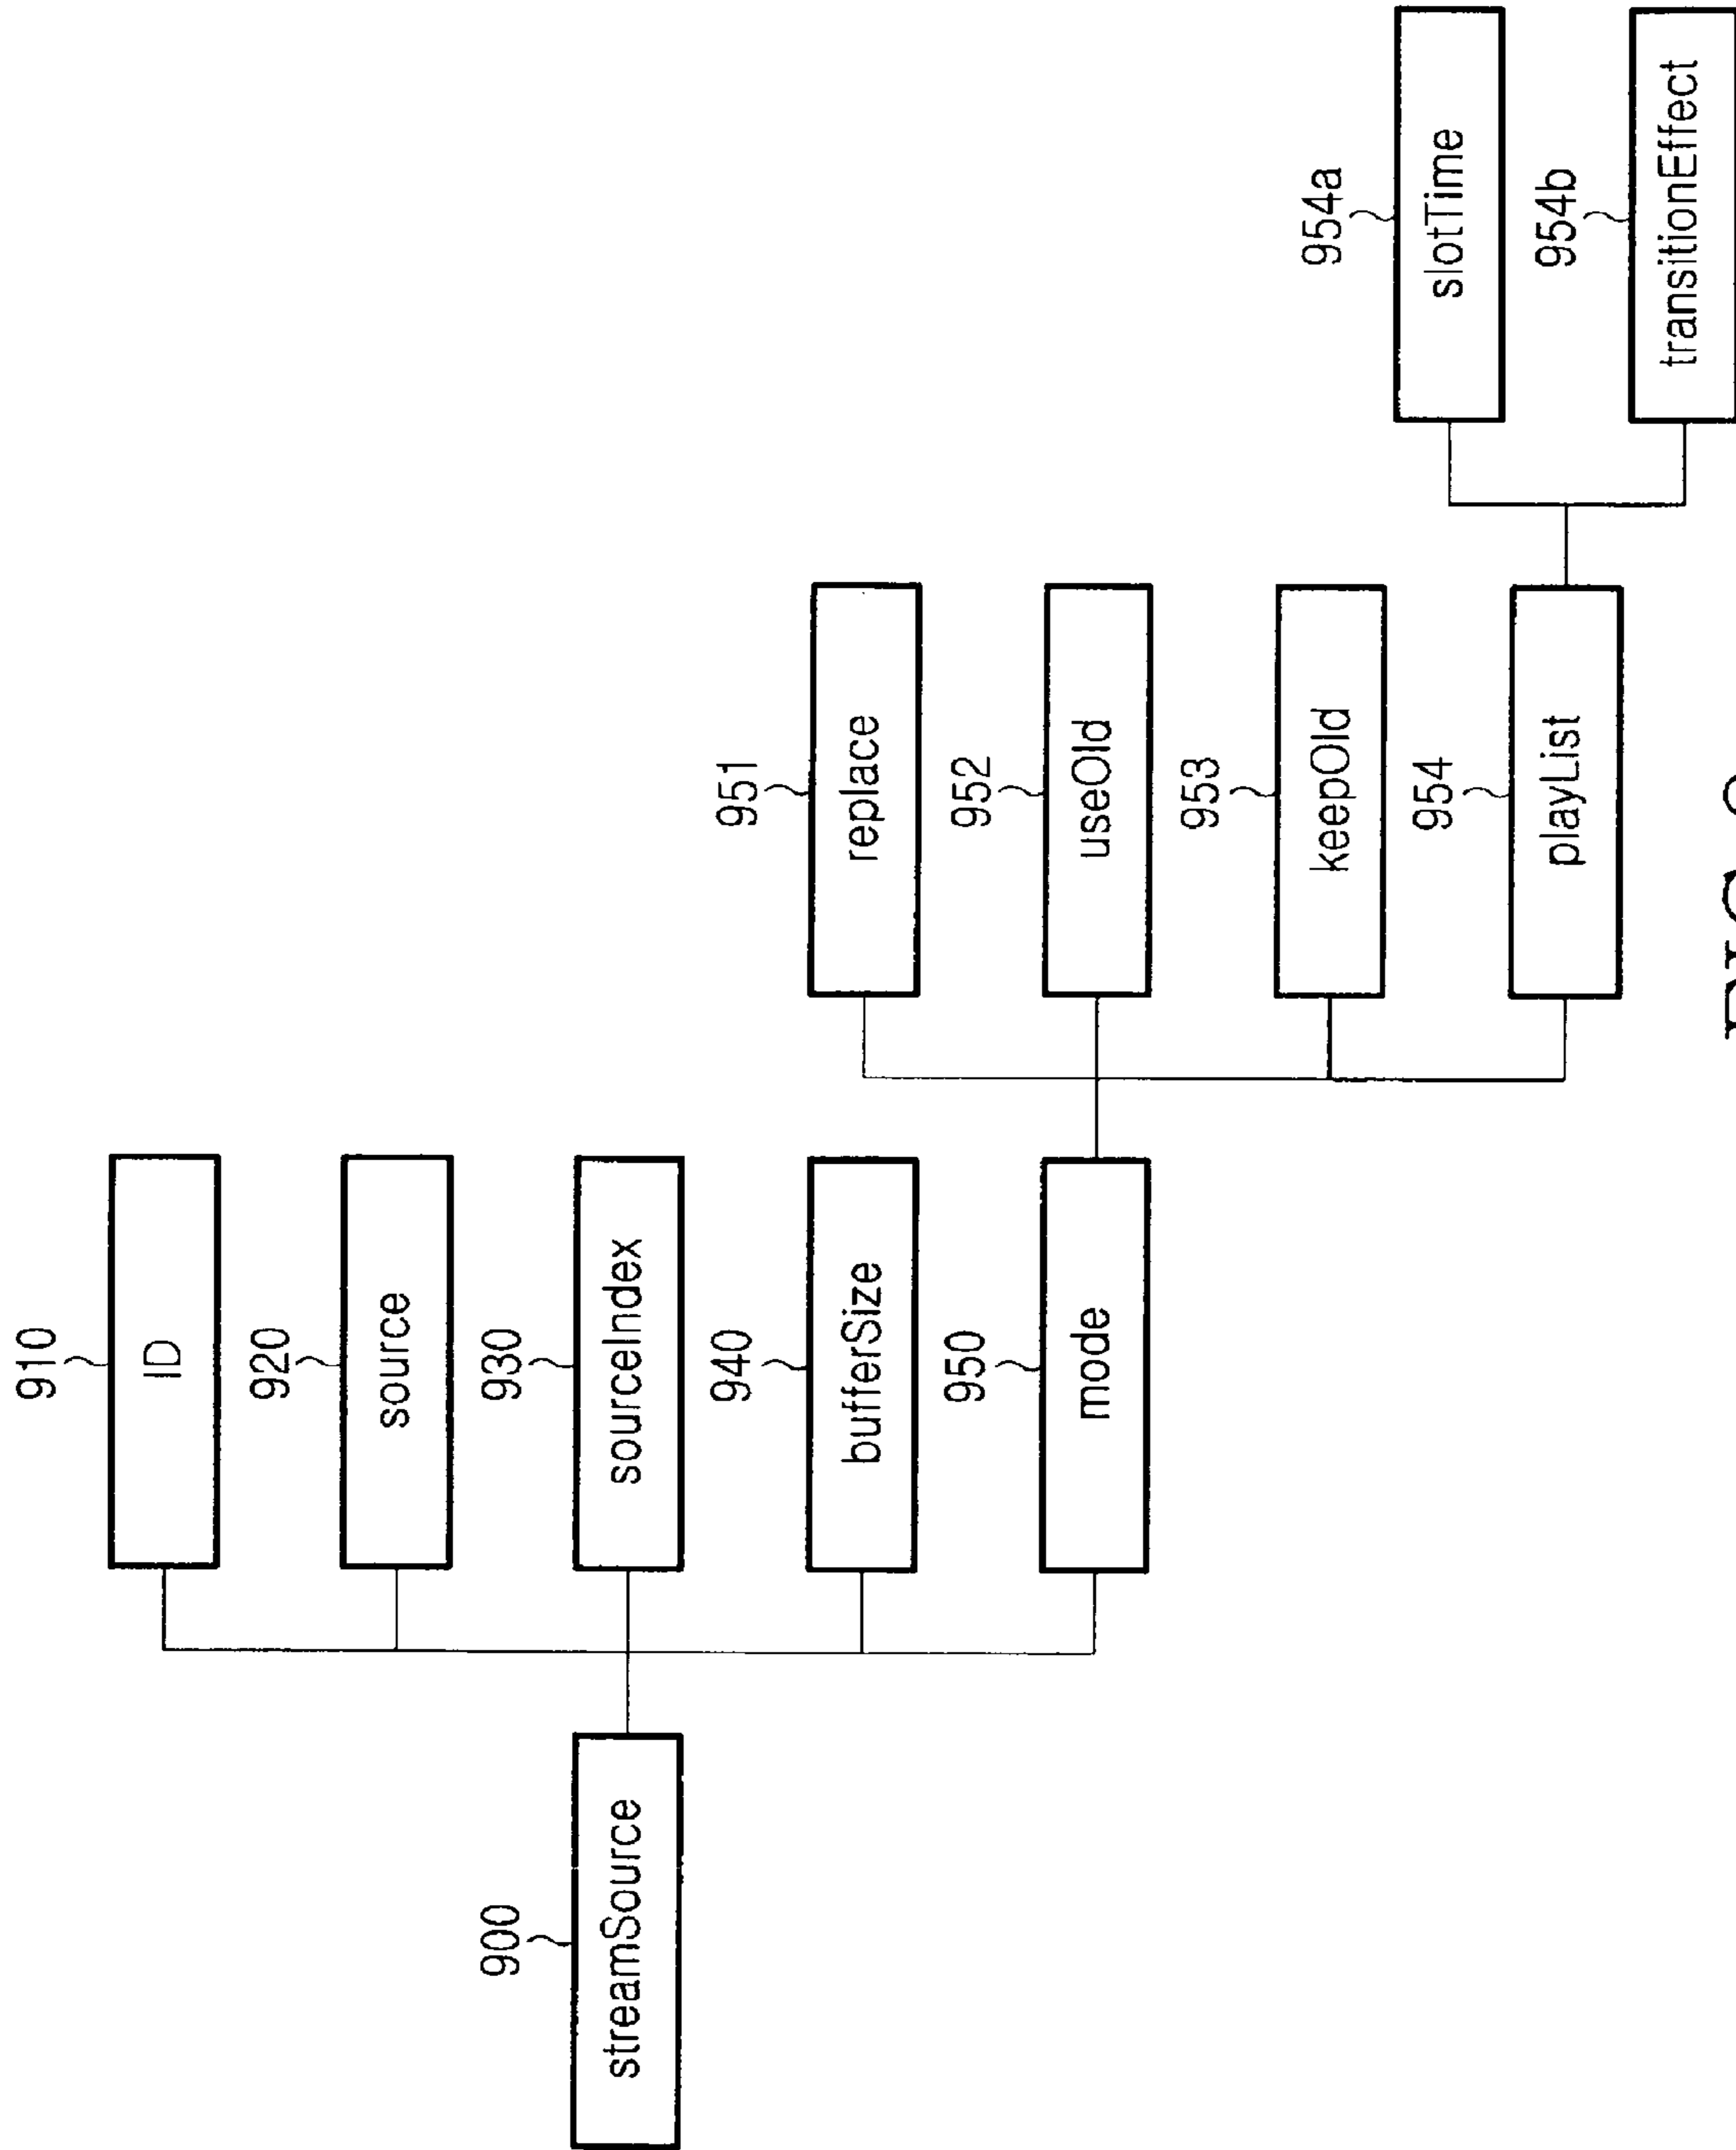 900
streamSource
910
ID
920
source
930
sourceIndex
940
bufferSize
950
mode
951
replace
952
useOld
953
keepOld
954
playList
954a
slotTime
954b
transitionEffect